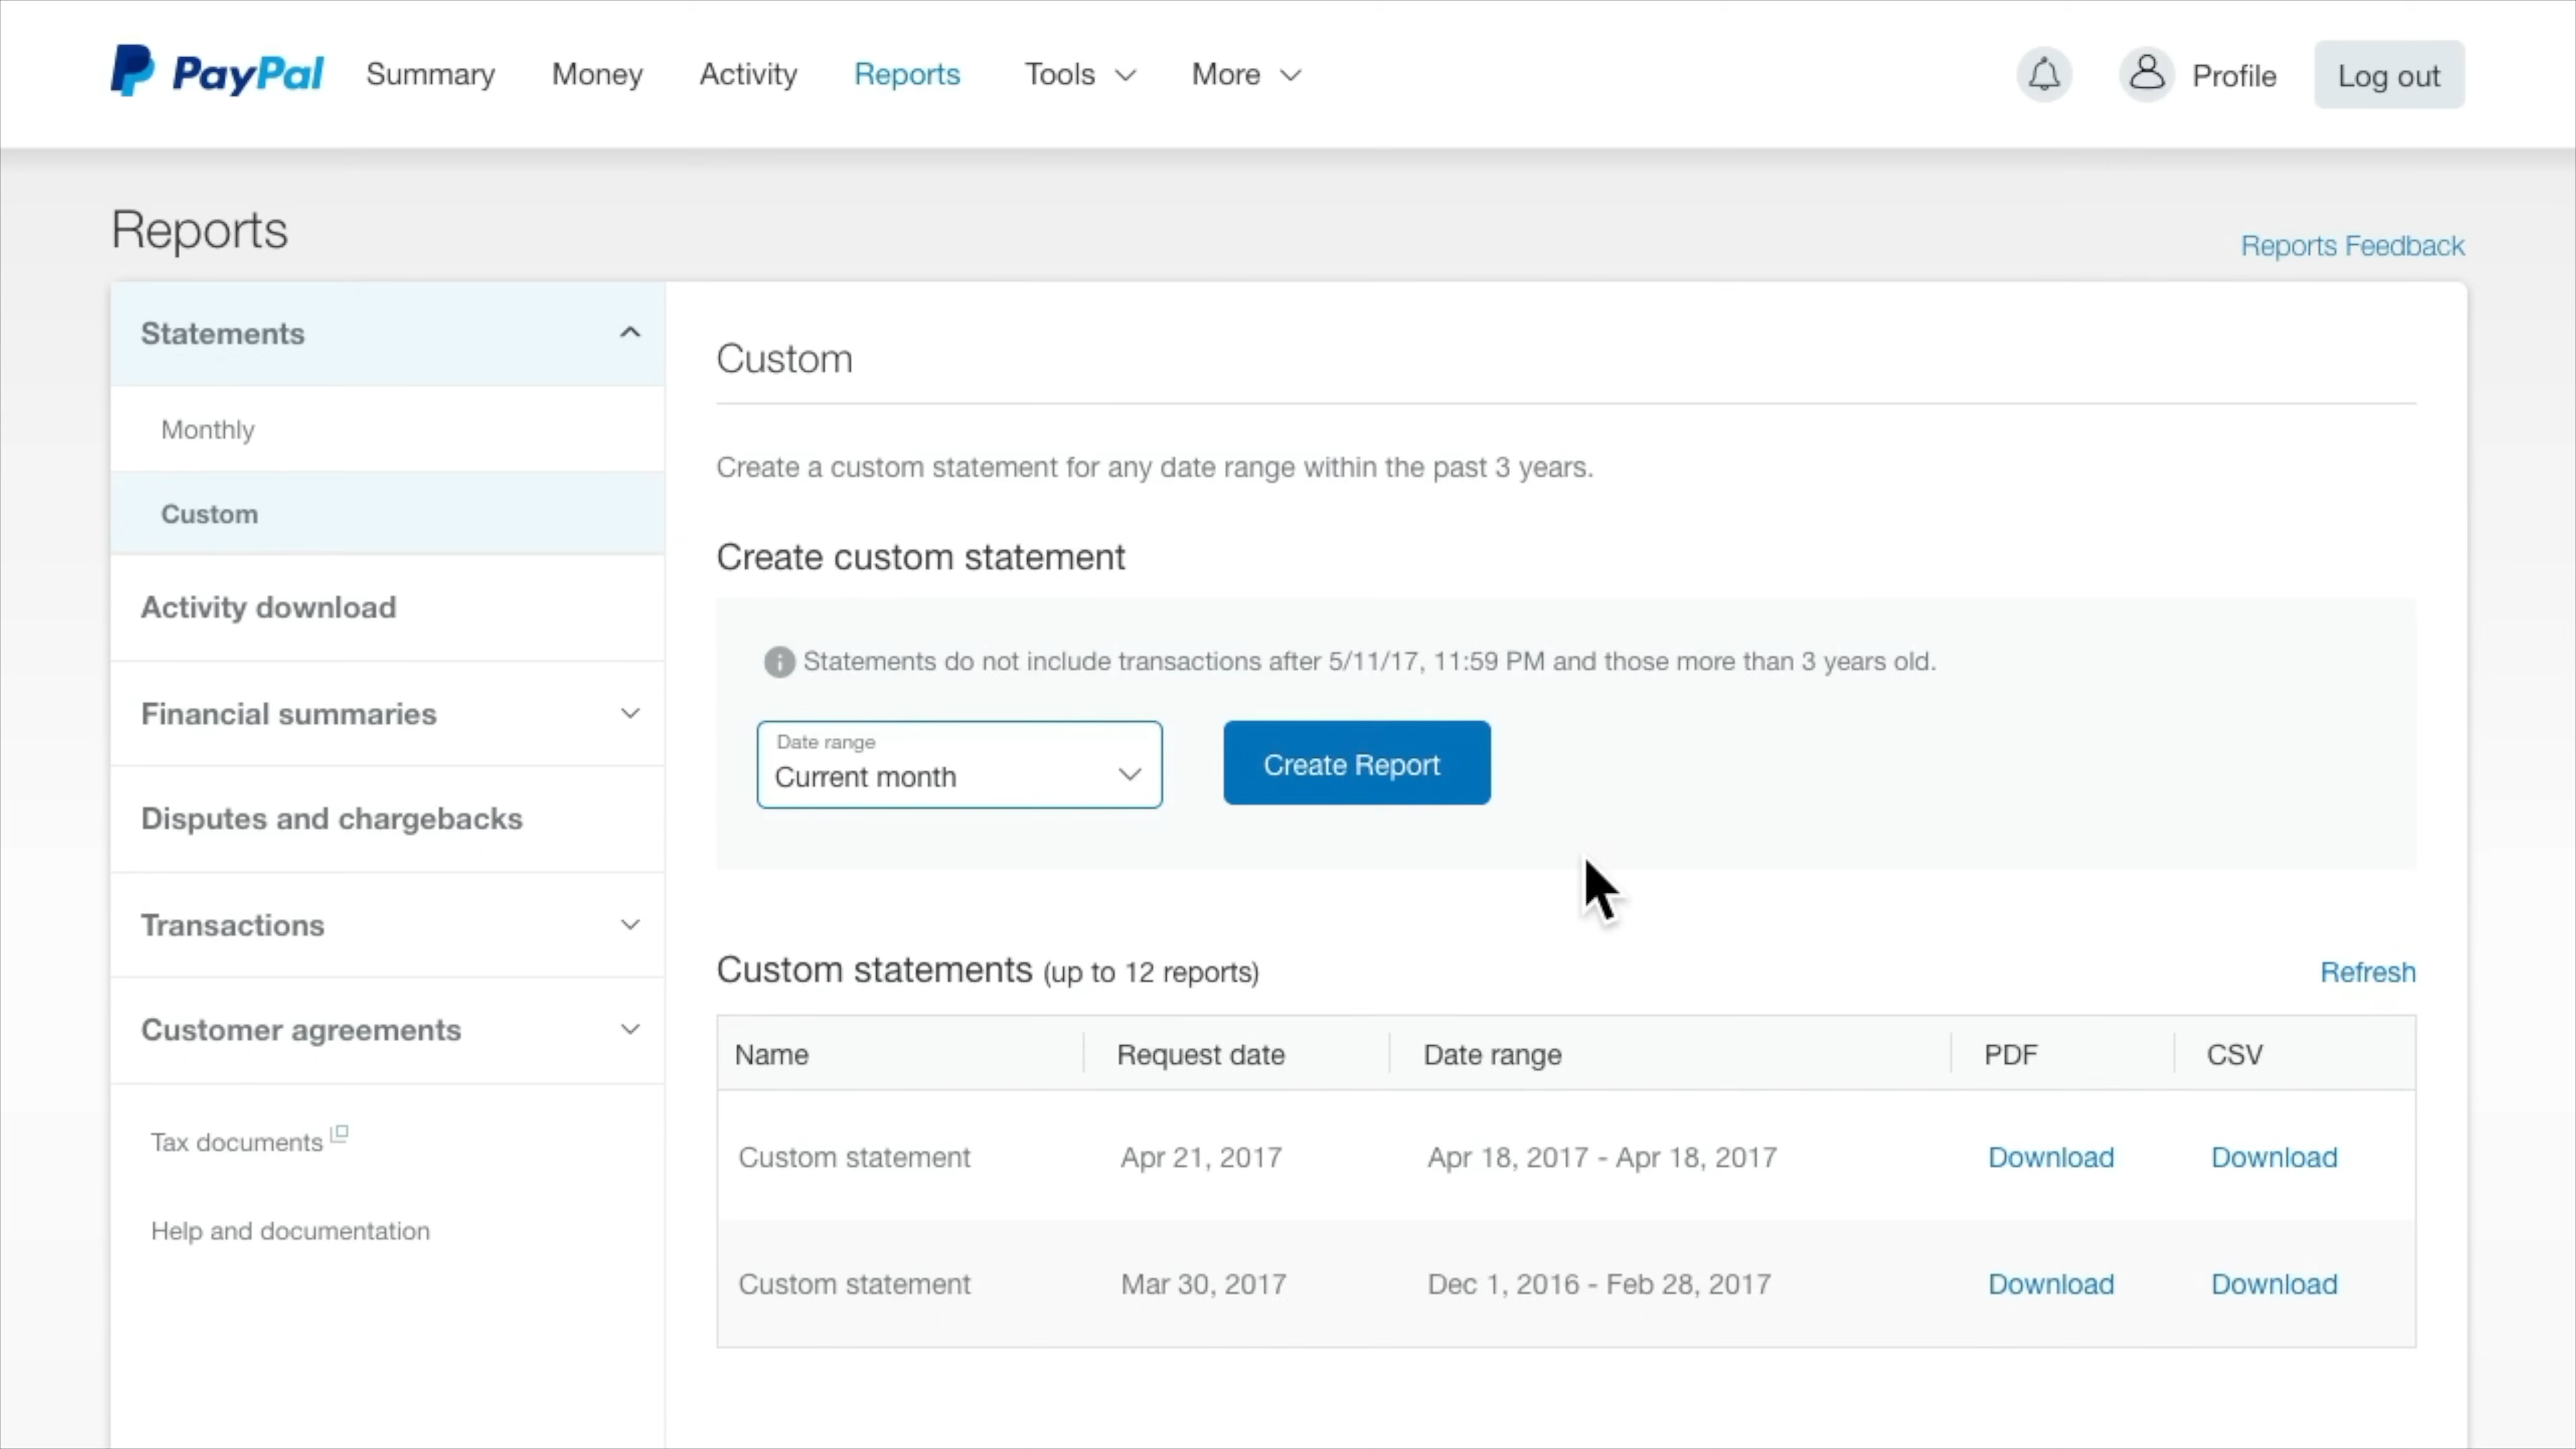 PayPal Summary Money Activity Reports Tools More Profile Log out
Reports
Reports Feedback
Statements
Monthly
Custom
Activity download
Financial summaries
Disputes and chargebacks
Transactions
Customer agreements
Tax documents
Help and documentation
Custom
Create a custom statement for any date range within the past 3 years.
Create custom statement
Statements do not include transactions after 5/11/17, 11:59 PM and those more than 3 years old.
Date range
Current month
Create Report
Custom statements (up to 12 reports)
Refresh
Name Request date Date range PDF CSV
Custom statement Apr 21, 2017 Apr 18, 2017 - Apr 18, 2017 Download Download
Custom statement Mar 30, 2017 Dec 1, 2016 - Feb 28, 2017 Download Download